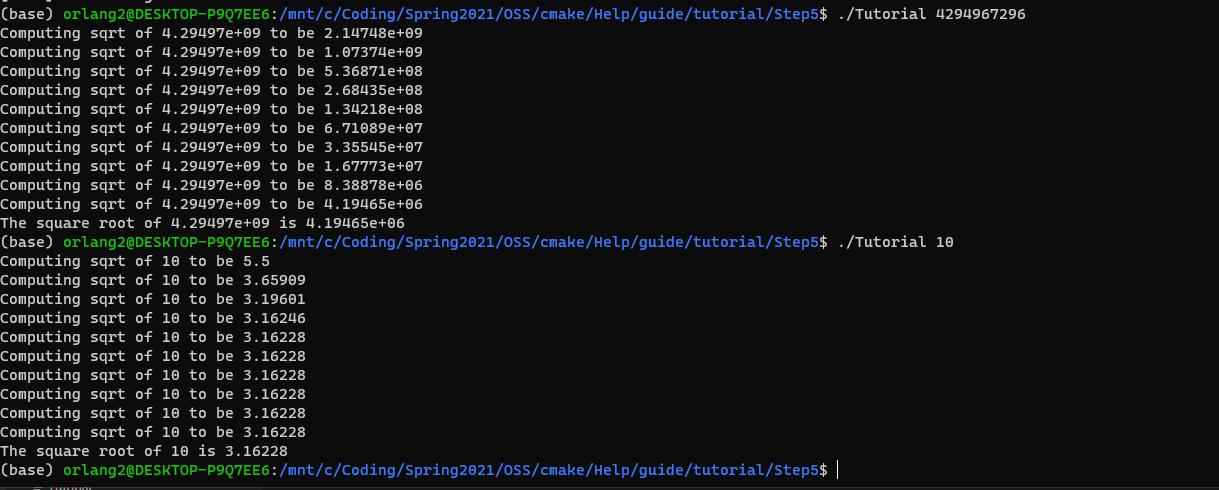 (base) orlang2@DESKTOP-P9Q7EE6:/mnt/c/Coding/Spring2021/OSS/cmake/Help/guide/tutorial/Step5$ ./Tutorial 4294967296
Computing sqrt of 4.29497e+09 to be 2.14748e+09
Computing sqrt of 4.29497e+09 to be 1.07374e+09
Computing sqrt of 4.29497e+09 to be 5.36871e+08
Computing sqrt of 4.29497e+09 to be 2.68435e+08
Computing sqrt of 4.29497e+09 to be 1.34218e+08
Computing sqrt of 4.29497e+09 to be 6.71089e+07
Computing sqrt of 4.29497e+09 to be 3.35545e+07
Computing sqrt of 4.29497e+09 to be 1.67773e+07
Computing sqrt of 4.29497e+09 to be 8.38878e+06
Computing sqrt of 4.29497e+09 to be 4.19465e+06
The square root of 4.29497e+09 is 4.19465e+06
(base) orlang2@DESKTOP-P9Q7EE6:/mnt/c/Coding/Spring2021/OSS/cmake/Help/guide/tutorial/Step5$ ./Tutorial 10
Computing sqrt of 10 to be 5.5
Computing sqrt of 10 to be 3.65909
Computing sqrt of 10 to be 3.19601
Computing sqrt of 10 to be 3.16246
Computing sqrt of 10 to be 3.16228
Computing sqrt of 10 to be 3.16228
Computing sqrt of 10 to be 3.16228
Computing sqrt of 10 to be 3.16228
Computing sqrt of 10 to be 3.16228
Computing sqrt of 10 to be 3.16228
The square root of 10 is 3.16228
(base) orlang2@DESKTOP-P9Q7EE6:/mnt/c/Coding/Spring2021/OSS/cmake/Help/guide/tutorial/Step5$